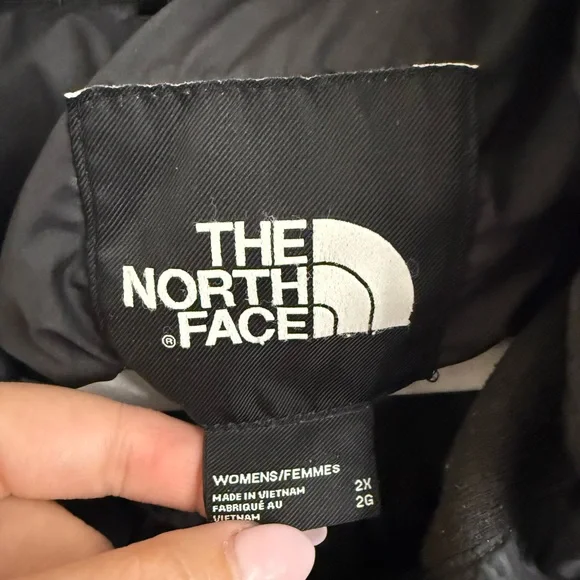 THE
NORTH
FACE
®
WOMENS/FEMMES
MADE IN VIETNAM 2X
FABRIQUÉ AU 2G
VIETNAM